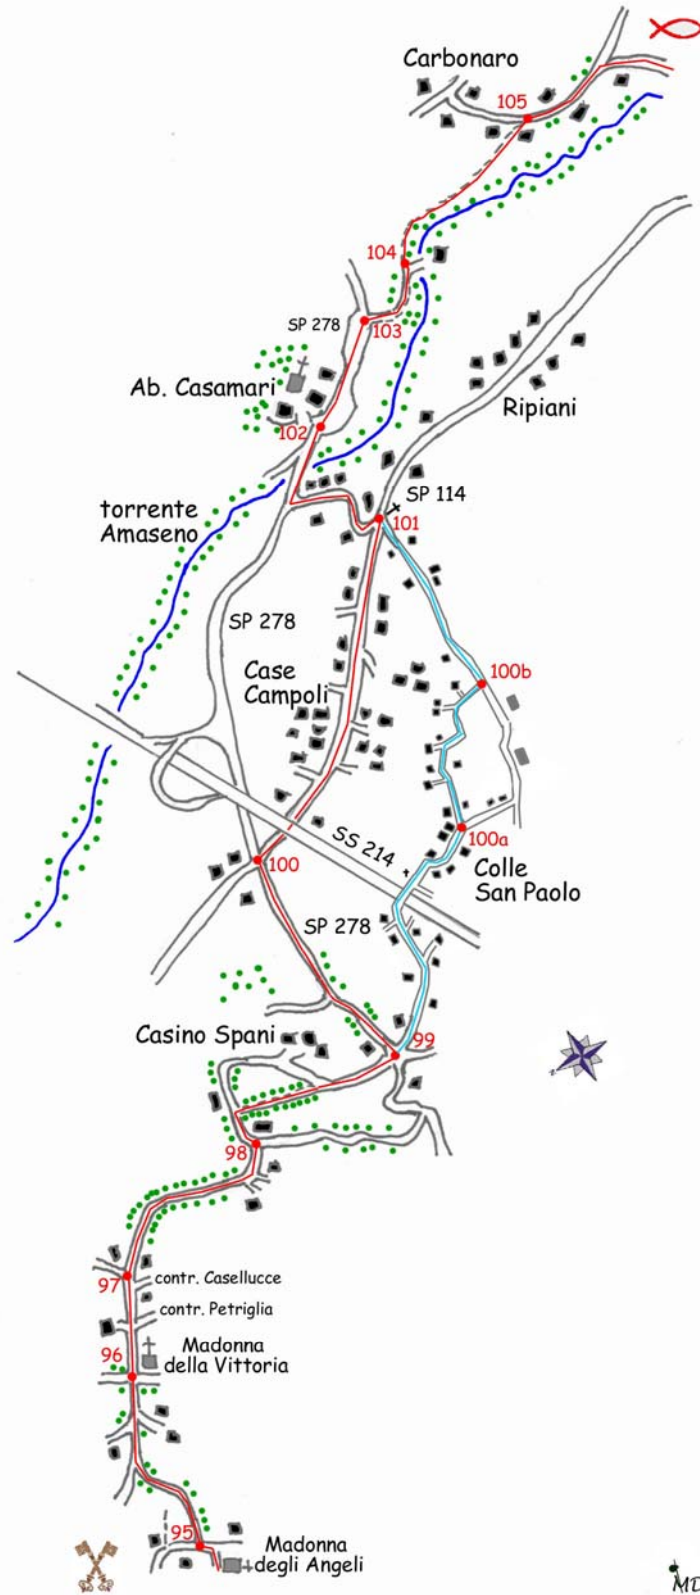 Carbonaro
105
104
SP 278
103
Ab. Casamari
Ripiani
102
SP 114
torrente
Amaseno
101
SP 278
Case
Campoli
100b
SS 214
100a
100
Colle
San Paolo
SP 278
Casino Spani
99
98
97
contr. Casellucce
contr. Petriglia
96
Madonna
della Vittoria
95
Madonna
degli Angeli